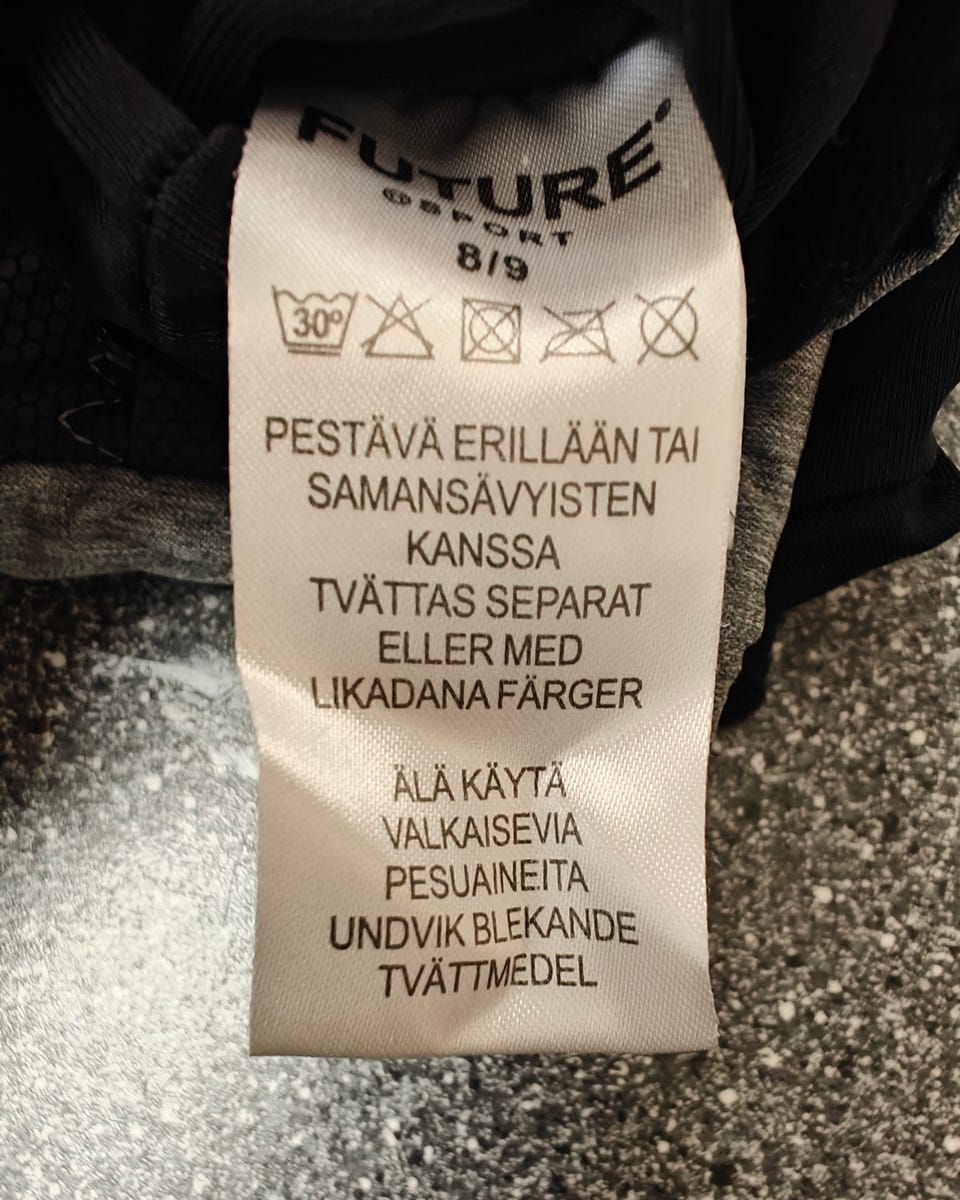 FUTURE
SPORT
8/9
30°
PESTÄVÄ ERILLÄÄN TAI
SAMANSÄVYISTEN
KANSSA
TVÄTTAS SEPARAT
ELLER MED
LIKADANA FÄRGER
ÄLÄ KÄYTÄ
VALKAISEVIA
PESUAINEITA
UNDVIK BLEKANDE
TVÄTTMEDEL